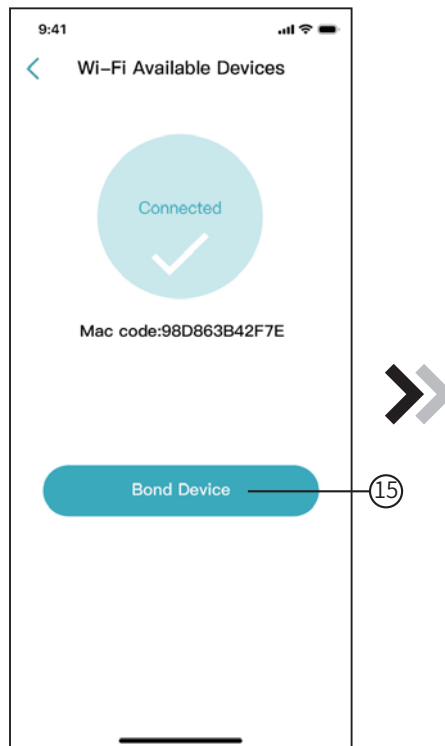 9:41
Wi-Fi Available Devices
Connected
Mac code:98D863B42F7E
Bond Device
15